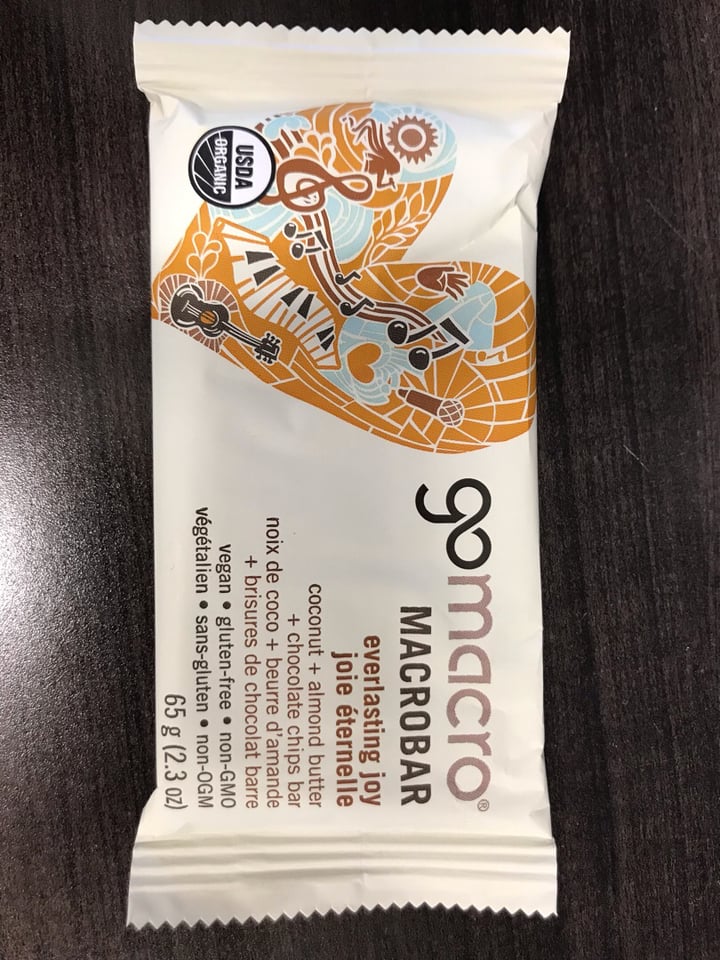 USDA
ORGANIC
gomacro®
MACROBAR
everlasting joy
joie éternelle
coconut + almond butter
+ chocolate chips bar
noix de coco + beurre d'amande
+ brisures de chocolat barre
vegan • gluten-free • non-GMO
végétalien • sans-gluten • non-OGM
65 g (2.3 oz)